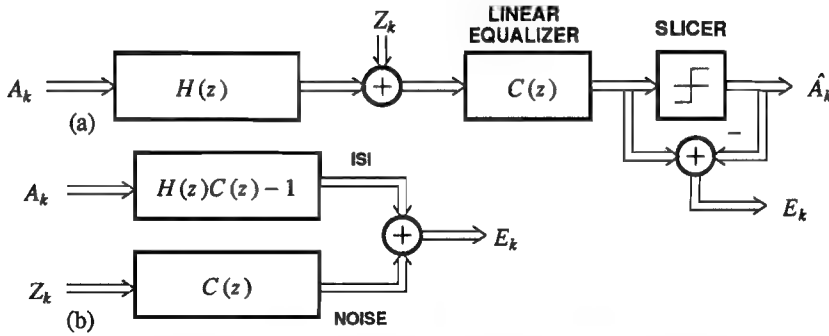 LINEAR
EQUALIZER
SLICER
Z_k
A_k
H(z)
+
C(z)
Â_k
(a)
−
+
E_k
ISI
A_k
H(z)C(z) − 1
+
E_k
Z_k
C(z)
(b)
NOISE